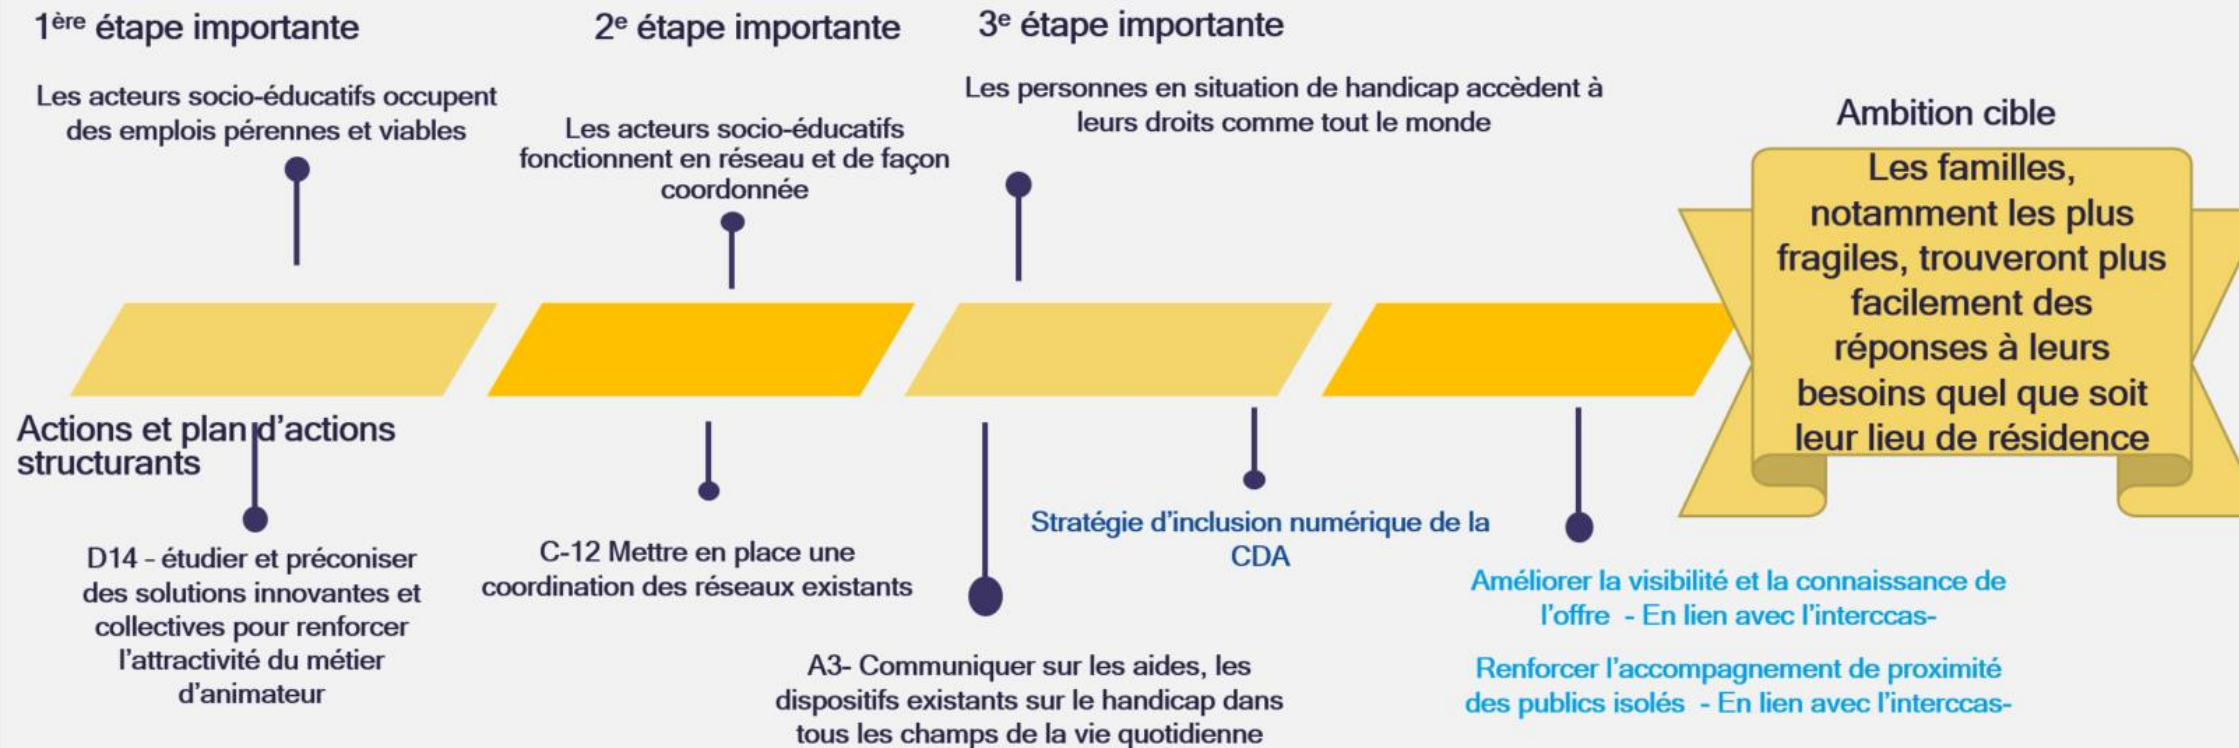 1ère étape importante
Les acteurs socio-éducatifs occupent
des emplois pérennes et viables
2e étape importante
Les acteurs socio-éducatifs
fonctionnent en réseau et de façon
coordonnée
3e étape importante
Les personnes en situation de handicap accèdent à
leurs droits comme tout le monde
Ambition cible
Les familles,
notamment les plus
fragiles, trouveront plus
facilement des
réponses à leurs
besoins quel que soit
leur lieu de résidence
Actions et plan d'actions
structurants
D14 - étudier et préconiser
des solutions innovantes et
collectives pour renforcer
l'attractivité du métier
d'animateur
C-12 Mettre en place une
coordination des réseaux existants
A3- Communiquer sur les aides, les
dispositifs existants sur le handicap dans
tous les champs de la vie quotidienne
Stratégie d'inclusion numérique de la
CDA
Améliorer la visibilité et la connaissance de
l'offre - En lien avec l'interccas-
Renforcer l'accompagnement de proximité
des publics isolés - En lien avec l'interccas-